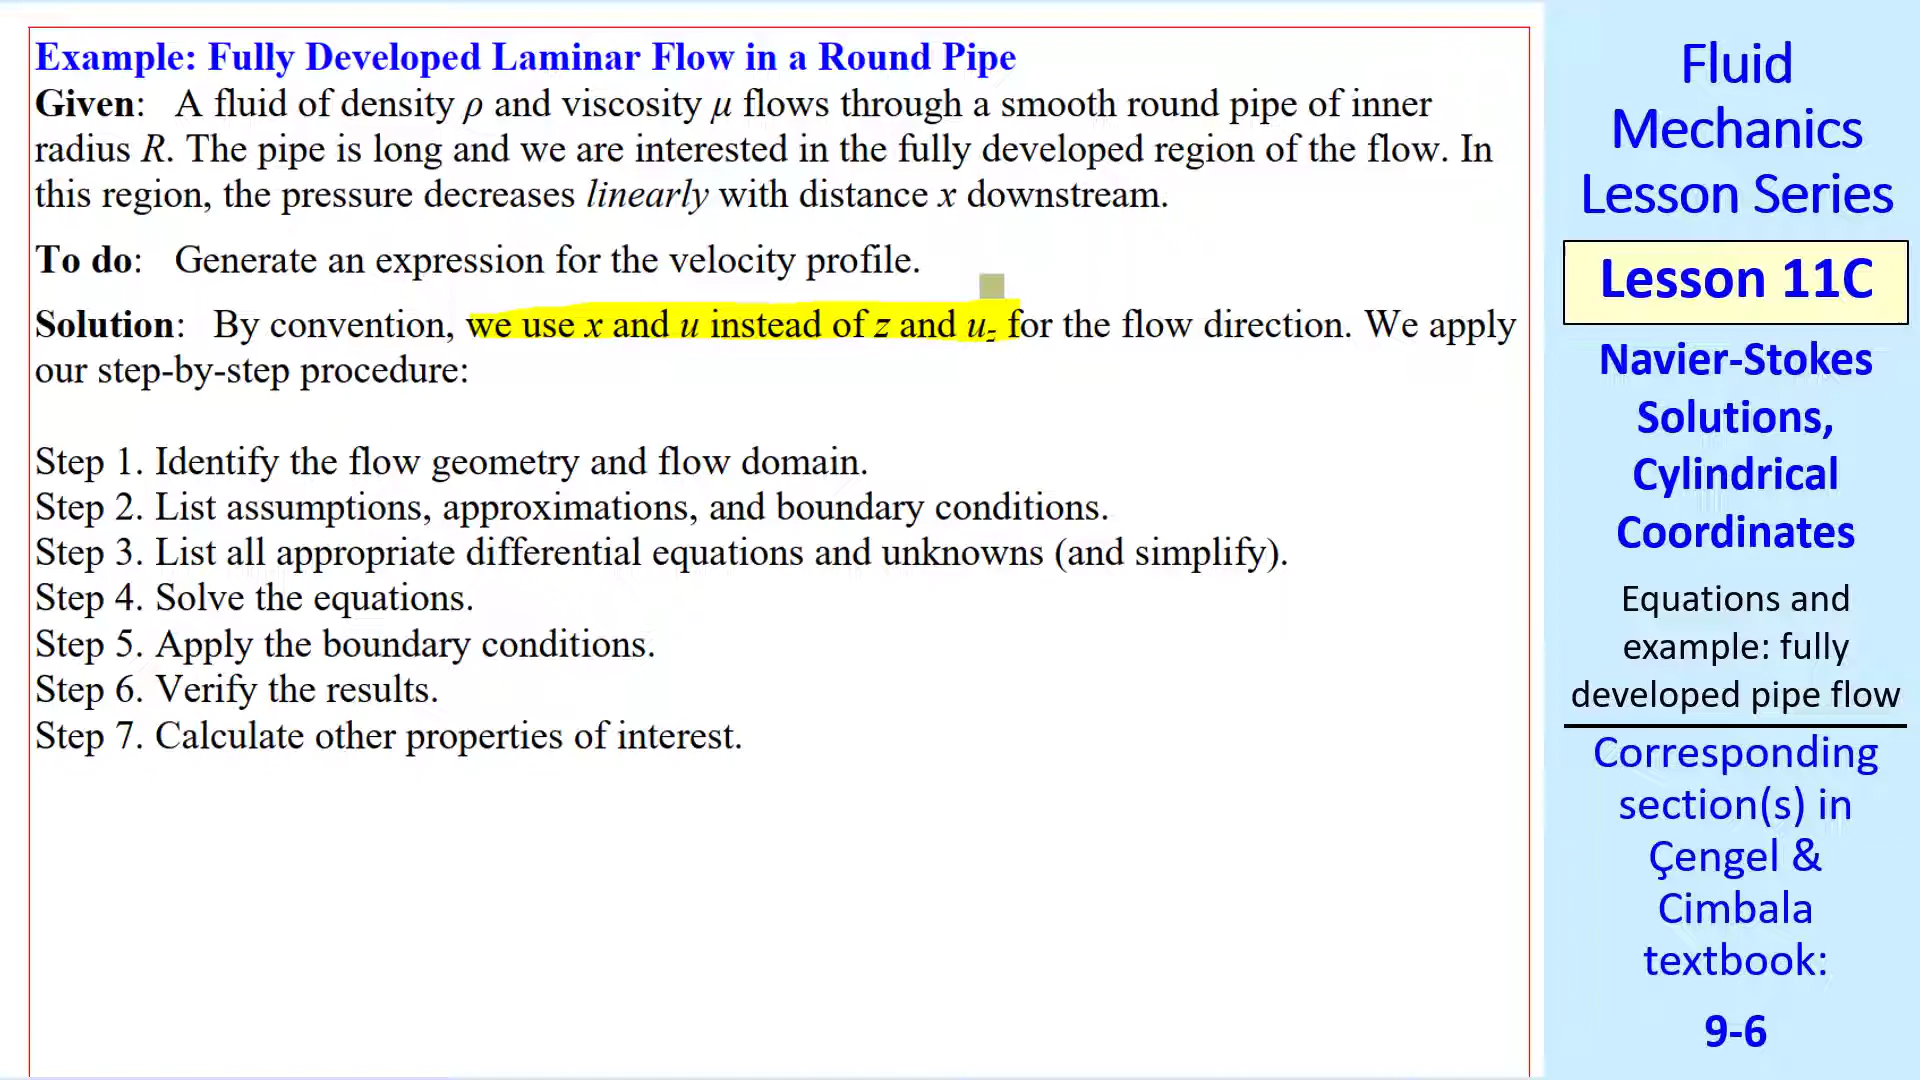 Example: Fully Developed Laminar Flow in a Round Pipe
Given: A fluid of density ρ and viscosity μ flows through a smooth round pipe of inner
radius R. The pipe is long and we are interested in the fully developed region of the flow. In
this region, the pressure decreases linearly with distance x downstream.
To do: Generate an expression for the velocity profile.
Solution: By convention, we use x and u instead of z and u_z for the flow direction. We apply
our step-by-step procedure:
Step 1. Identify the flow geometry and flow domain.
Step 2. List assumptions, approximations, and boundary conditions.
Step 3. List all appropriate differential equations and unknowns (and simplify).
Step 4. Solve the equations.
Step 5. Apply the boundary conditions.
Step 6. Verify the results.
Step 7. Calculate other properties of interest.
Fluid
Mechanics
Lesson Series
Lesson 11C
Navier-Stokes
Solutions,
Cylindrical
Coordinates
Equations and
example: fully
developed pipe flow
Corresponding
section(s) in
Çengel &
Cimbala
textbook:
9-6